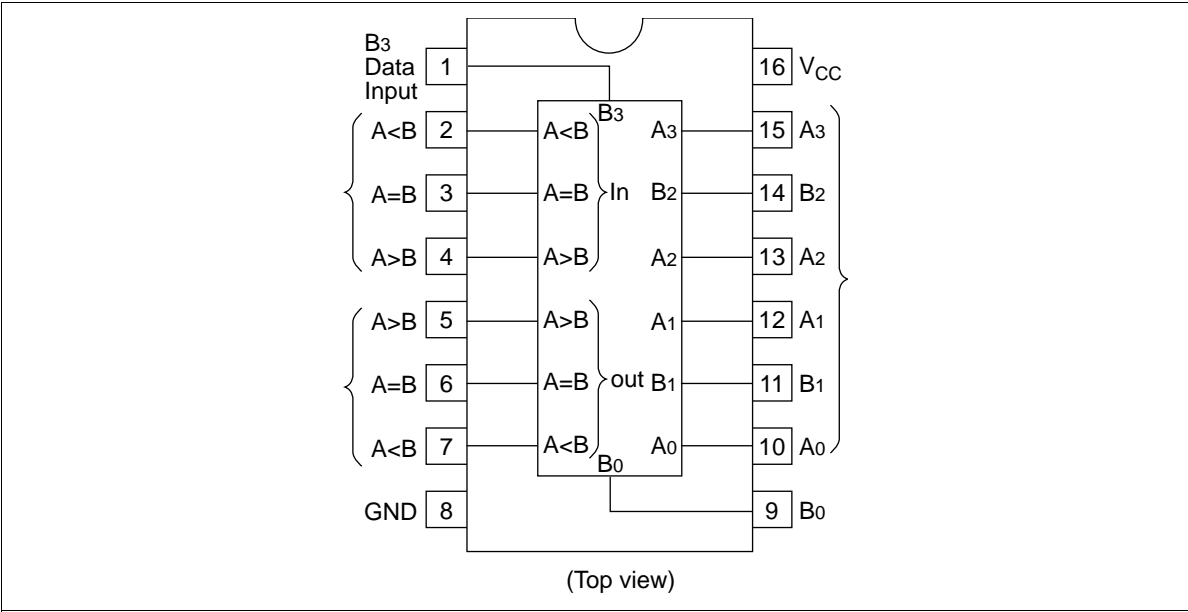 B3
Data
Input
1
16 VCC
B3
A<B 2 A<B A3 15 A3
A=B 3 A=B In B2 14 B2
A>B 4 A>B A2 13 A2
A>B 5 A>B A1 12 A1
A=B 6 A=B out B1 11 B1
A<B 7 A<B A0 10 A0
B0
GND 8 9 B0
(Top view)